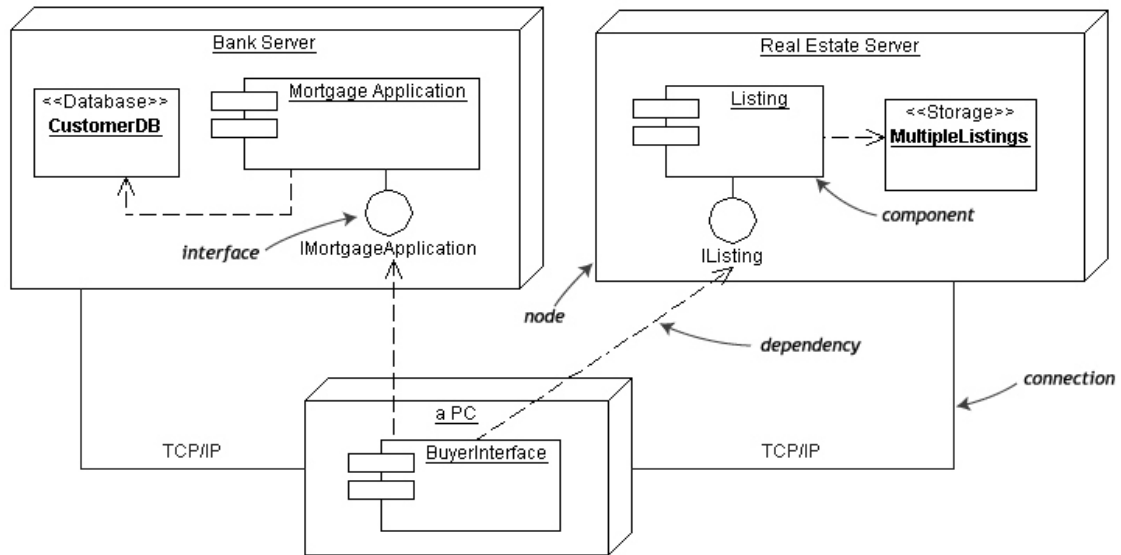 Bank Server
Real Estate Server
<<Database>>
CustomerDB
Mortgage Application
Listing
<<Storage>>
MultipleListings
interface
IMortgageApplication
IListing
component
node
dependency
connection
a PC
BuyerInterface
TCP/IP
TCP/IP